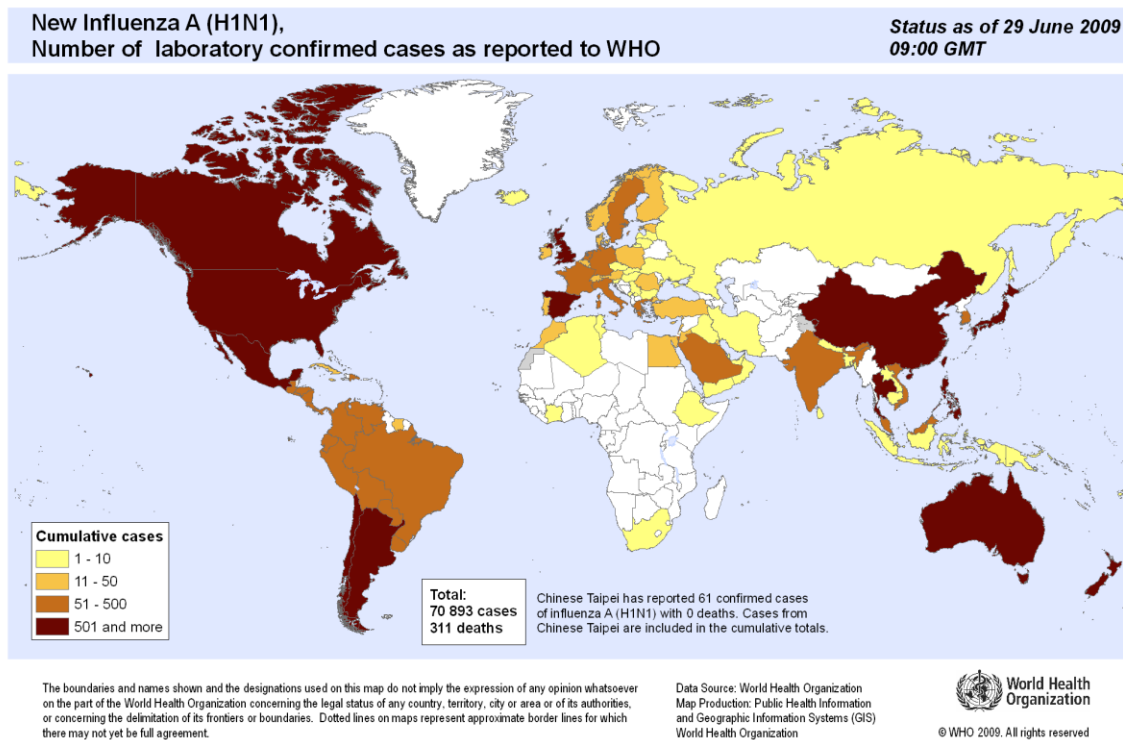 New Influenza A (H1N1),
Number of laboratory confirmed cases as reported to WHO
Status as of 29 June 2009
09:00 GMT
Cumulative cases
1 - 10
11 - 50
51 - 500
501 and more
Total:
70 893 cases
311 deaths
Chinese Taipei has reported 61 confirmed cases
of influenza A (H1N1) with 0 deaths. Cases from
Chinese Taipei are included in the cumulative totals.
The boundaries and names shown and the designations used on this map do not imply the expression of any opinion whatsoever
on the part of the World Health Organization concerning the legal status of any country, territory, city or area or of its authorities,
or concerning the delimitation of its frontiers or boundaries. Dotted lines on maps represent approximate border lines for which
there may not yet be full agreement.
Data Source: World Health Organization
Map Production: Public Health Information
and Geographic Information Systems (GIS)
World Health Organization
World Health
Organization
© WHO 2009. All rights reserved